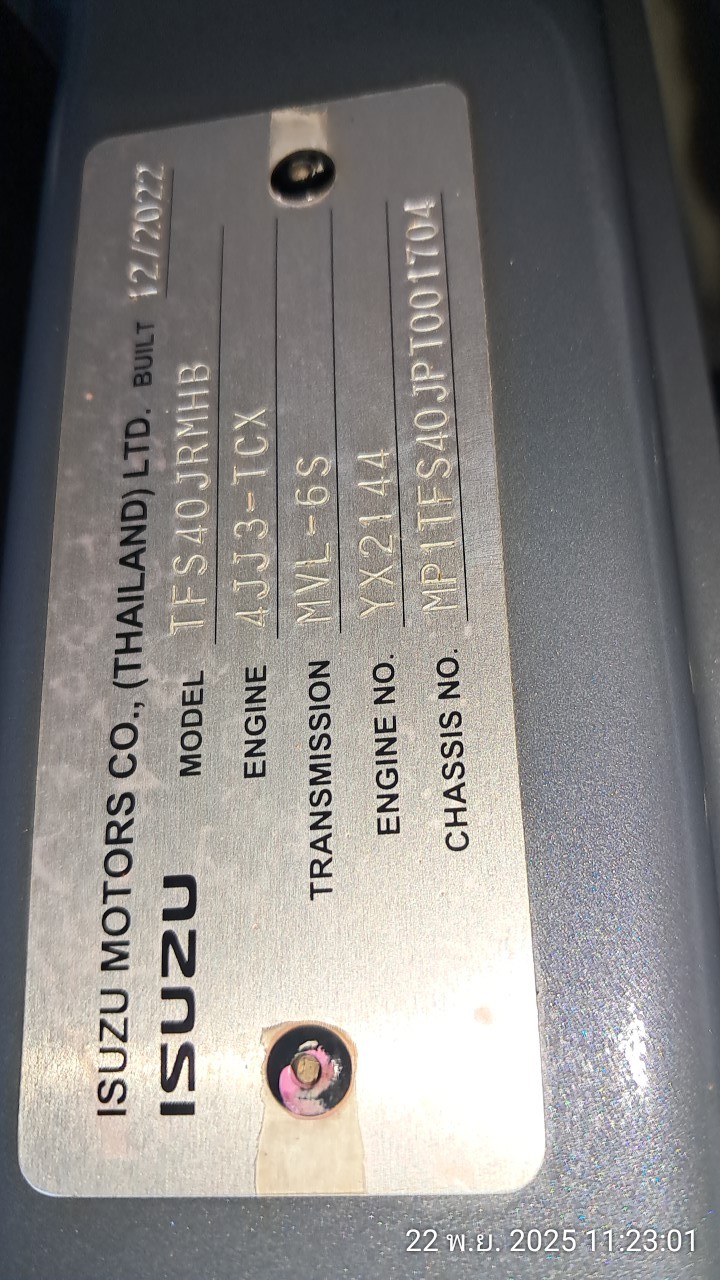 ISUZU MOTORS CO., (THAILAND) LTD. BUILT 12/2022
ISUZU
MODEL TFS40JRMHB
ENGINE 4JJ3-TCX
TRANSMISSION MVL-6S
ENGINE NO. YX2144
CHASSIS NO. MP1TFS40JPT001704
22 พ.ย. 2025 11:23:01